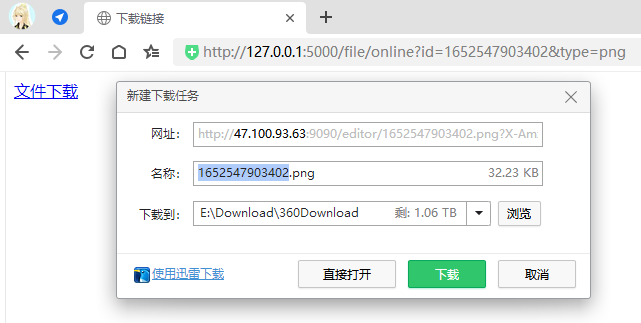 下载链接
http://127.0.0.1:5000/file/online?id=1652547903402&type=png
文件下载
新建下载任务
网址： http://47.100.93.63:9090/editor/1652547903402.png?X-Am
名称： 1652547903402.png 32.23 KB
下载到： E:\Download\360Download 剩: 1.06 TB 浏览
使用迅雷下载 直接打开 下载 取消